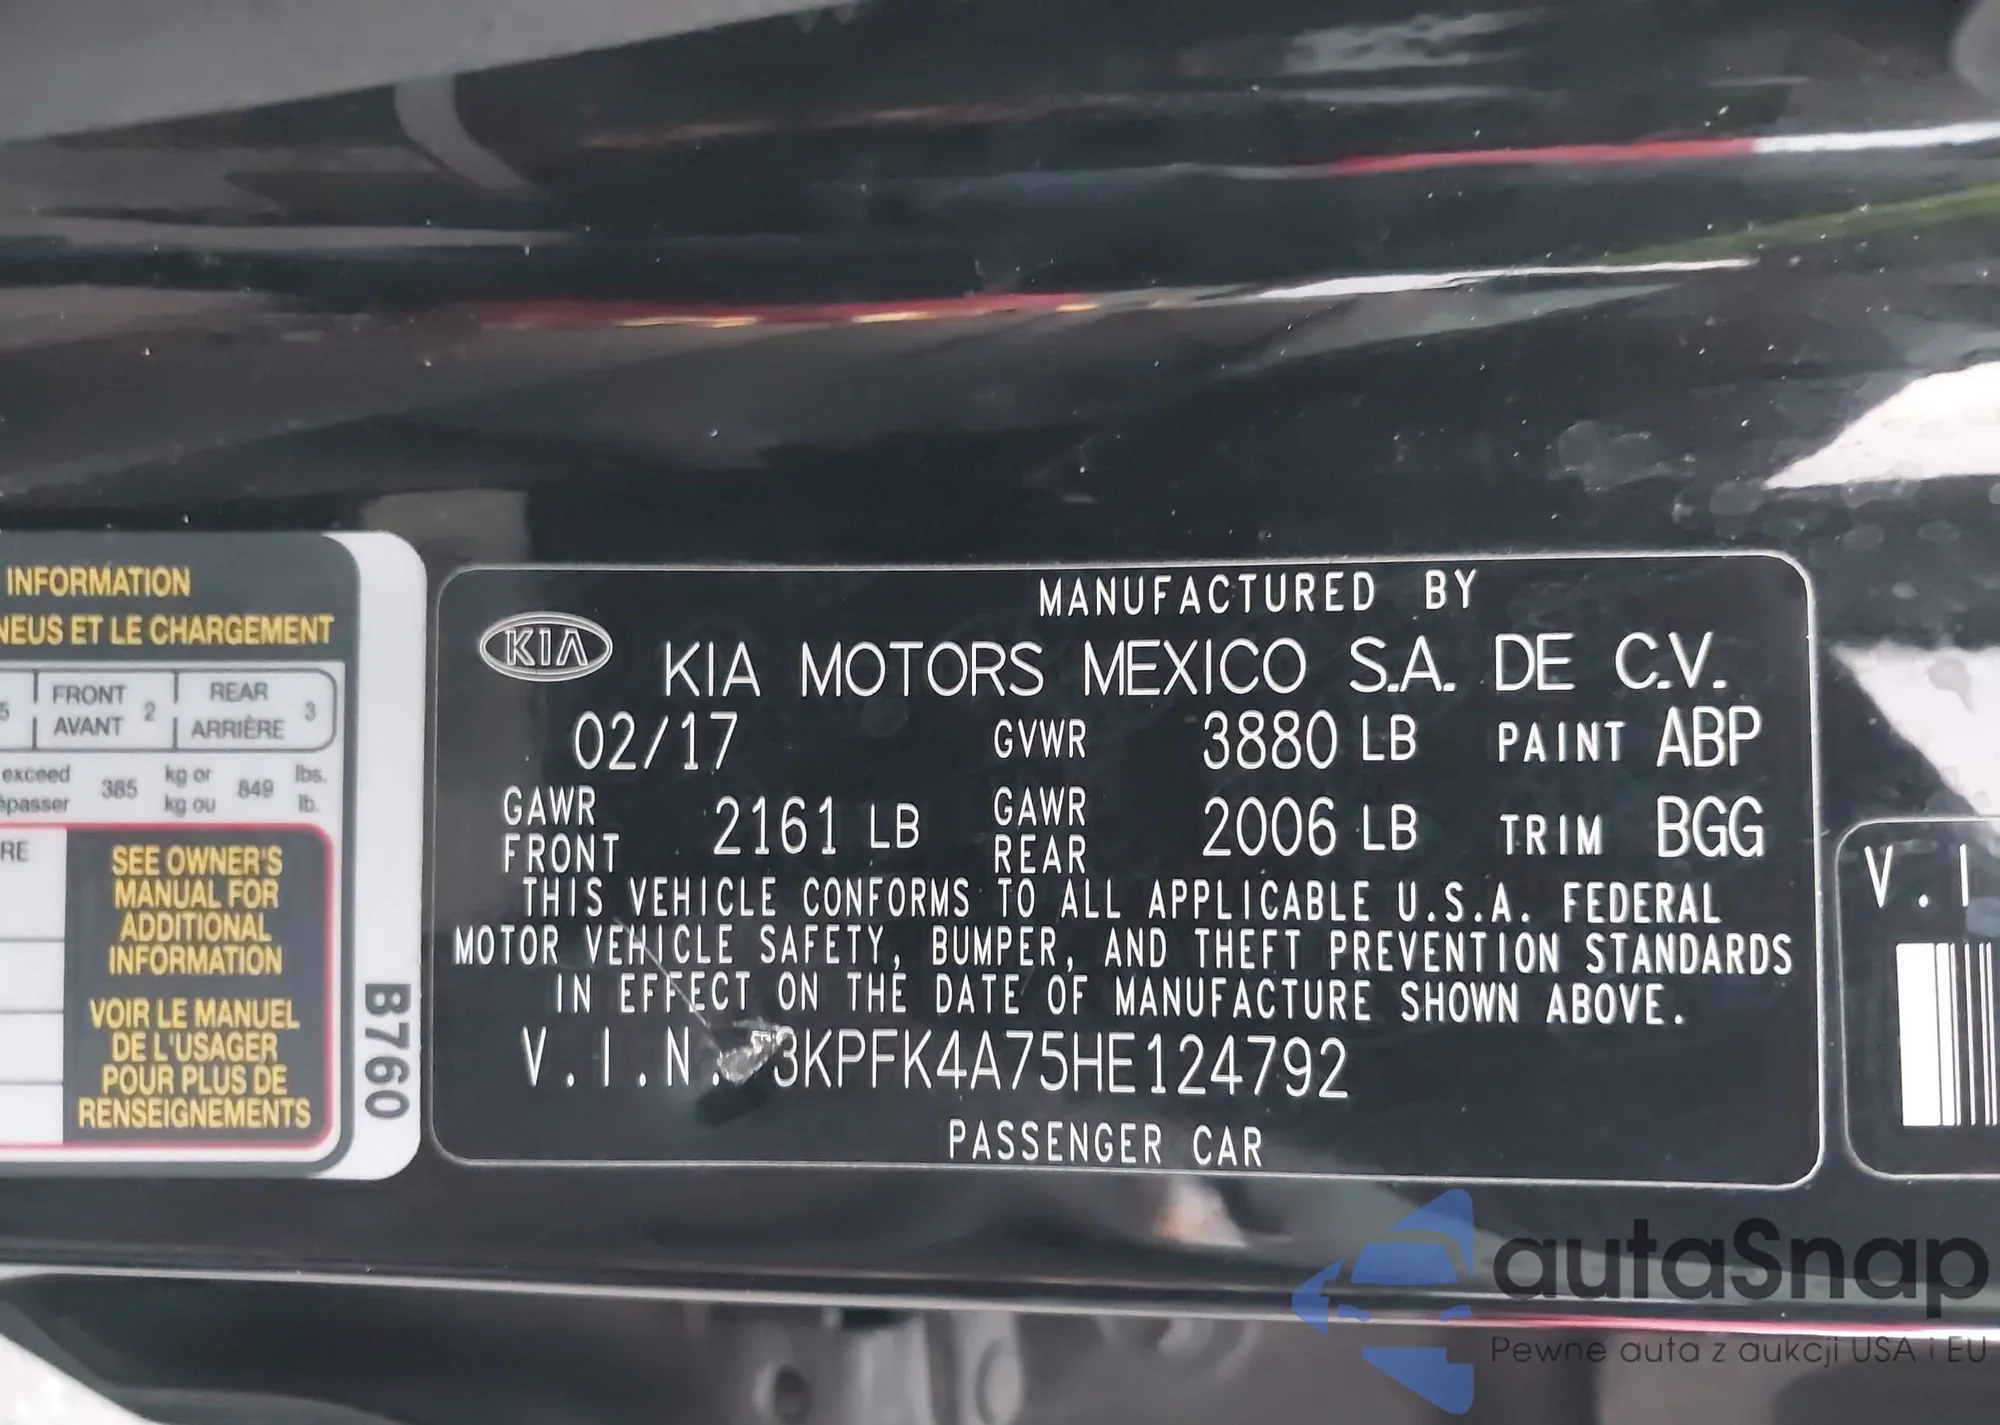 INFORMATION
NEUS ET LE CHARGEMENT
5 FRONT AVANT 2 REAR ARRIÈRE 3
exceed 385 kg or 849 lbs.
épasser kg ou lb.
RE
SEE OWNER'S
MANUAL FOR
ADDITIONAL
INFORMATION
VOIR LE MANUEL
DE L'USAGER
POUR PLUS DE
RENSEIGNEMENTS
B760
MANUFACTURED BY
KIA KIA MOTORS MEXICO S.A. DE C.V.
02/17 GVWR 3880 LB PAINT ABP
GAWR FRONT 2161 LB GAWR REAR 2006 LB TRIM BGG
THIS VEHICLE CONFORMS TO ALL APPLICABLE U.S.A. FEDERAL
MOTOR VEHICLE SAFETY, BUMPER, AND THEFT PREVENTION STANDARDS
IN EFFECT ON THE DATE OF MANUFACTURE SHOWN ABOVE.
V.I.N. 3KPFK4A75HE124792
PASSENGER CAR
V.I
autaSnap
Pewne auta z aukcji USA i EU